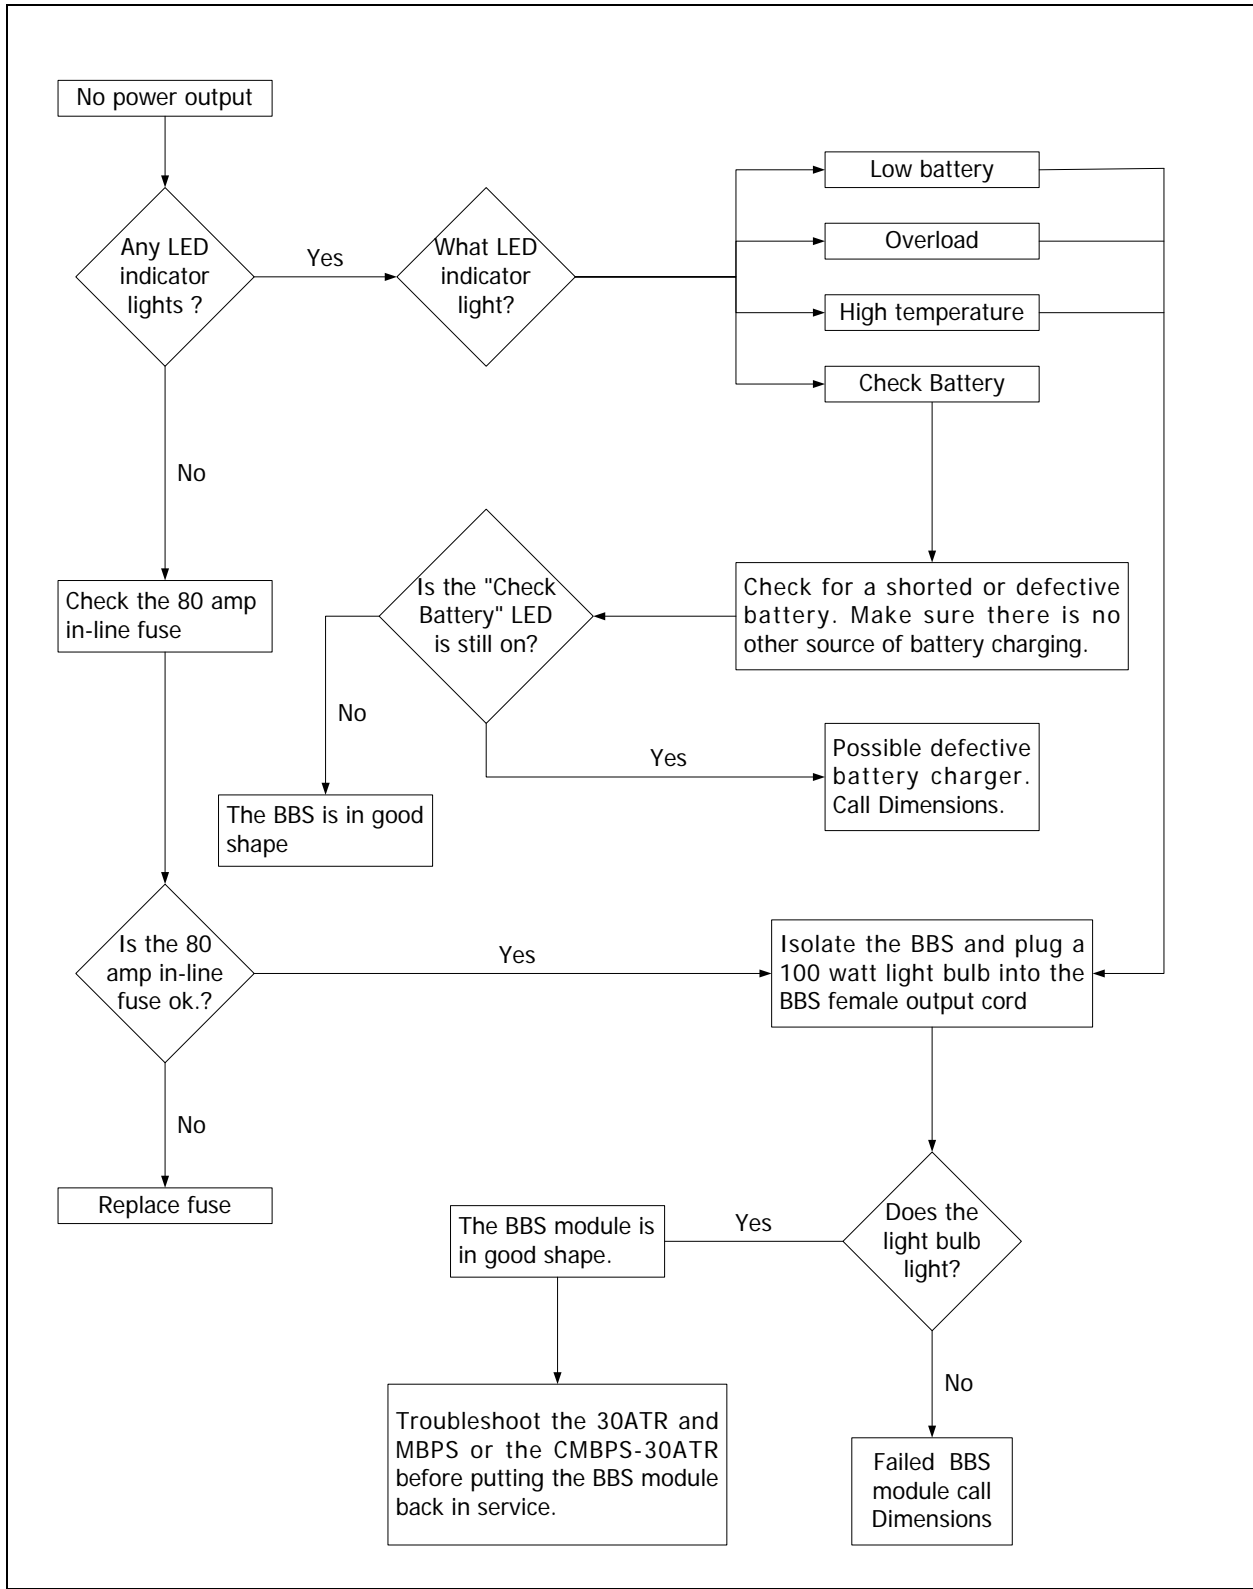 No power output
Any LED
indicator
lights ?
Yes
What LED
indicator
light?
Low battery
Overload
High temperature
Check Battery
No
Check the 80 amp
in-line fuse
Is the "Check
Battery" LED
is still on?
Check for a shorted or defective
battery. Make sure there is no
other source of battery charging.
No
Yes
Possible defective
battery charger.
Call Dimensions.
The BBS is in good
shape
Is the 80
amp in-line
fuse ok.?
Yes
Isolate the BBS and plug a
100 watt light bulb into the
BBS female output cord
No
Replace fuse
The BBS module is
in good shape.
Yes
Does the
light bulb
light?
No
Troubleshoot the 30ATR and
MBPS or the CMBPS-30ATR
before putting the BBS module
back in service.
Failed BBS
module call
Dimensions